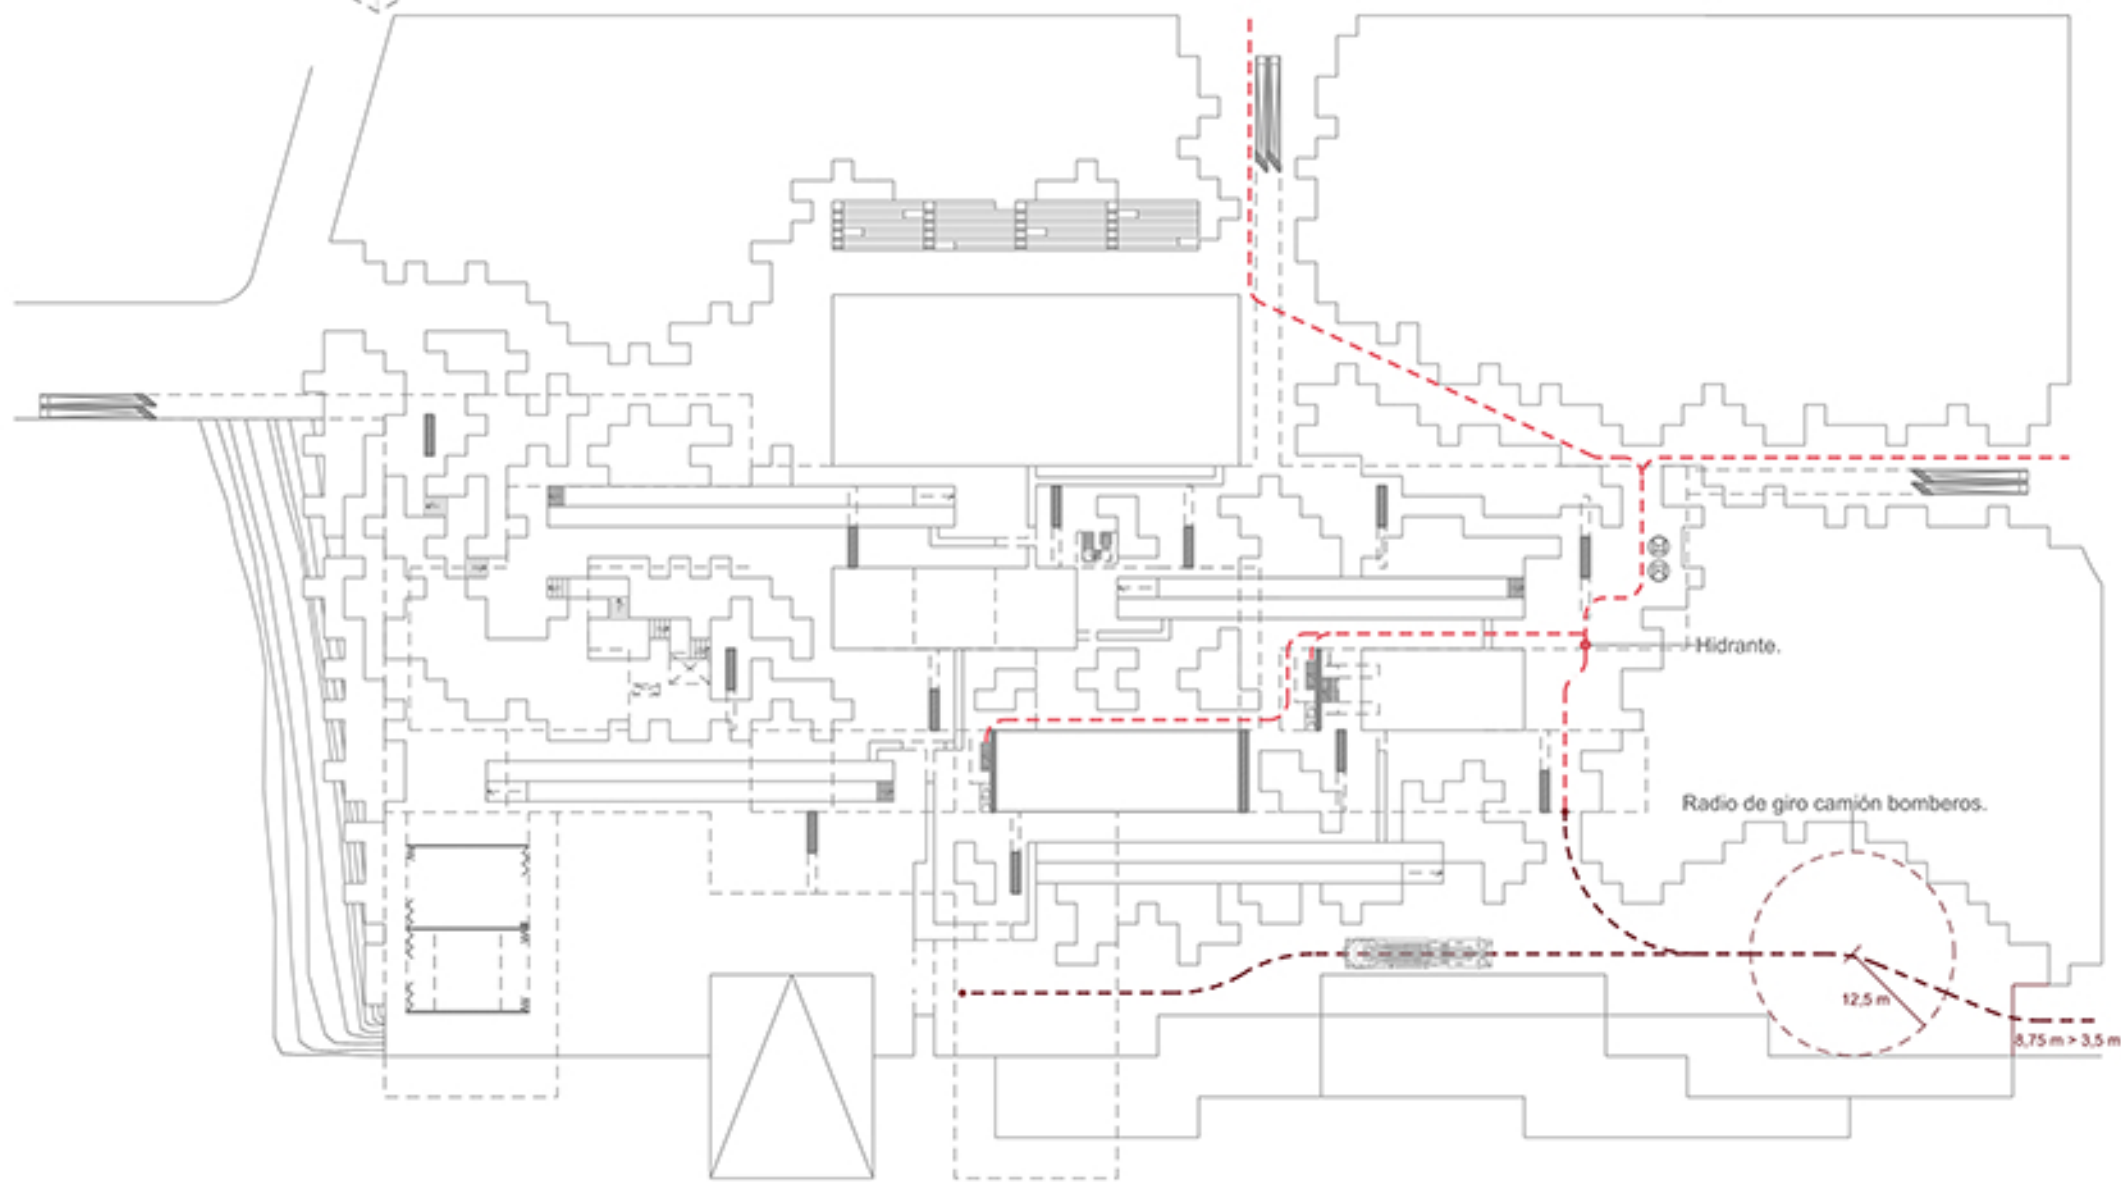 Hidrante.
Radio de giro camión bomberos.
12,5 m
8,75 m > 3,5 m